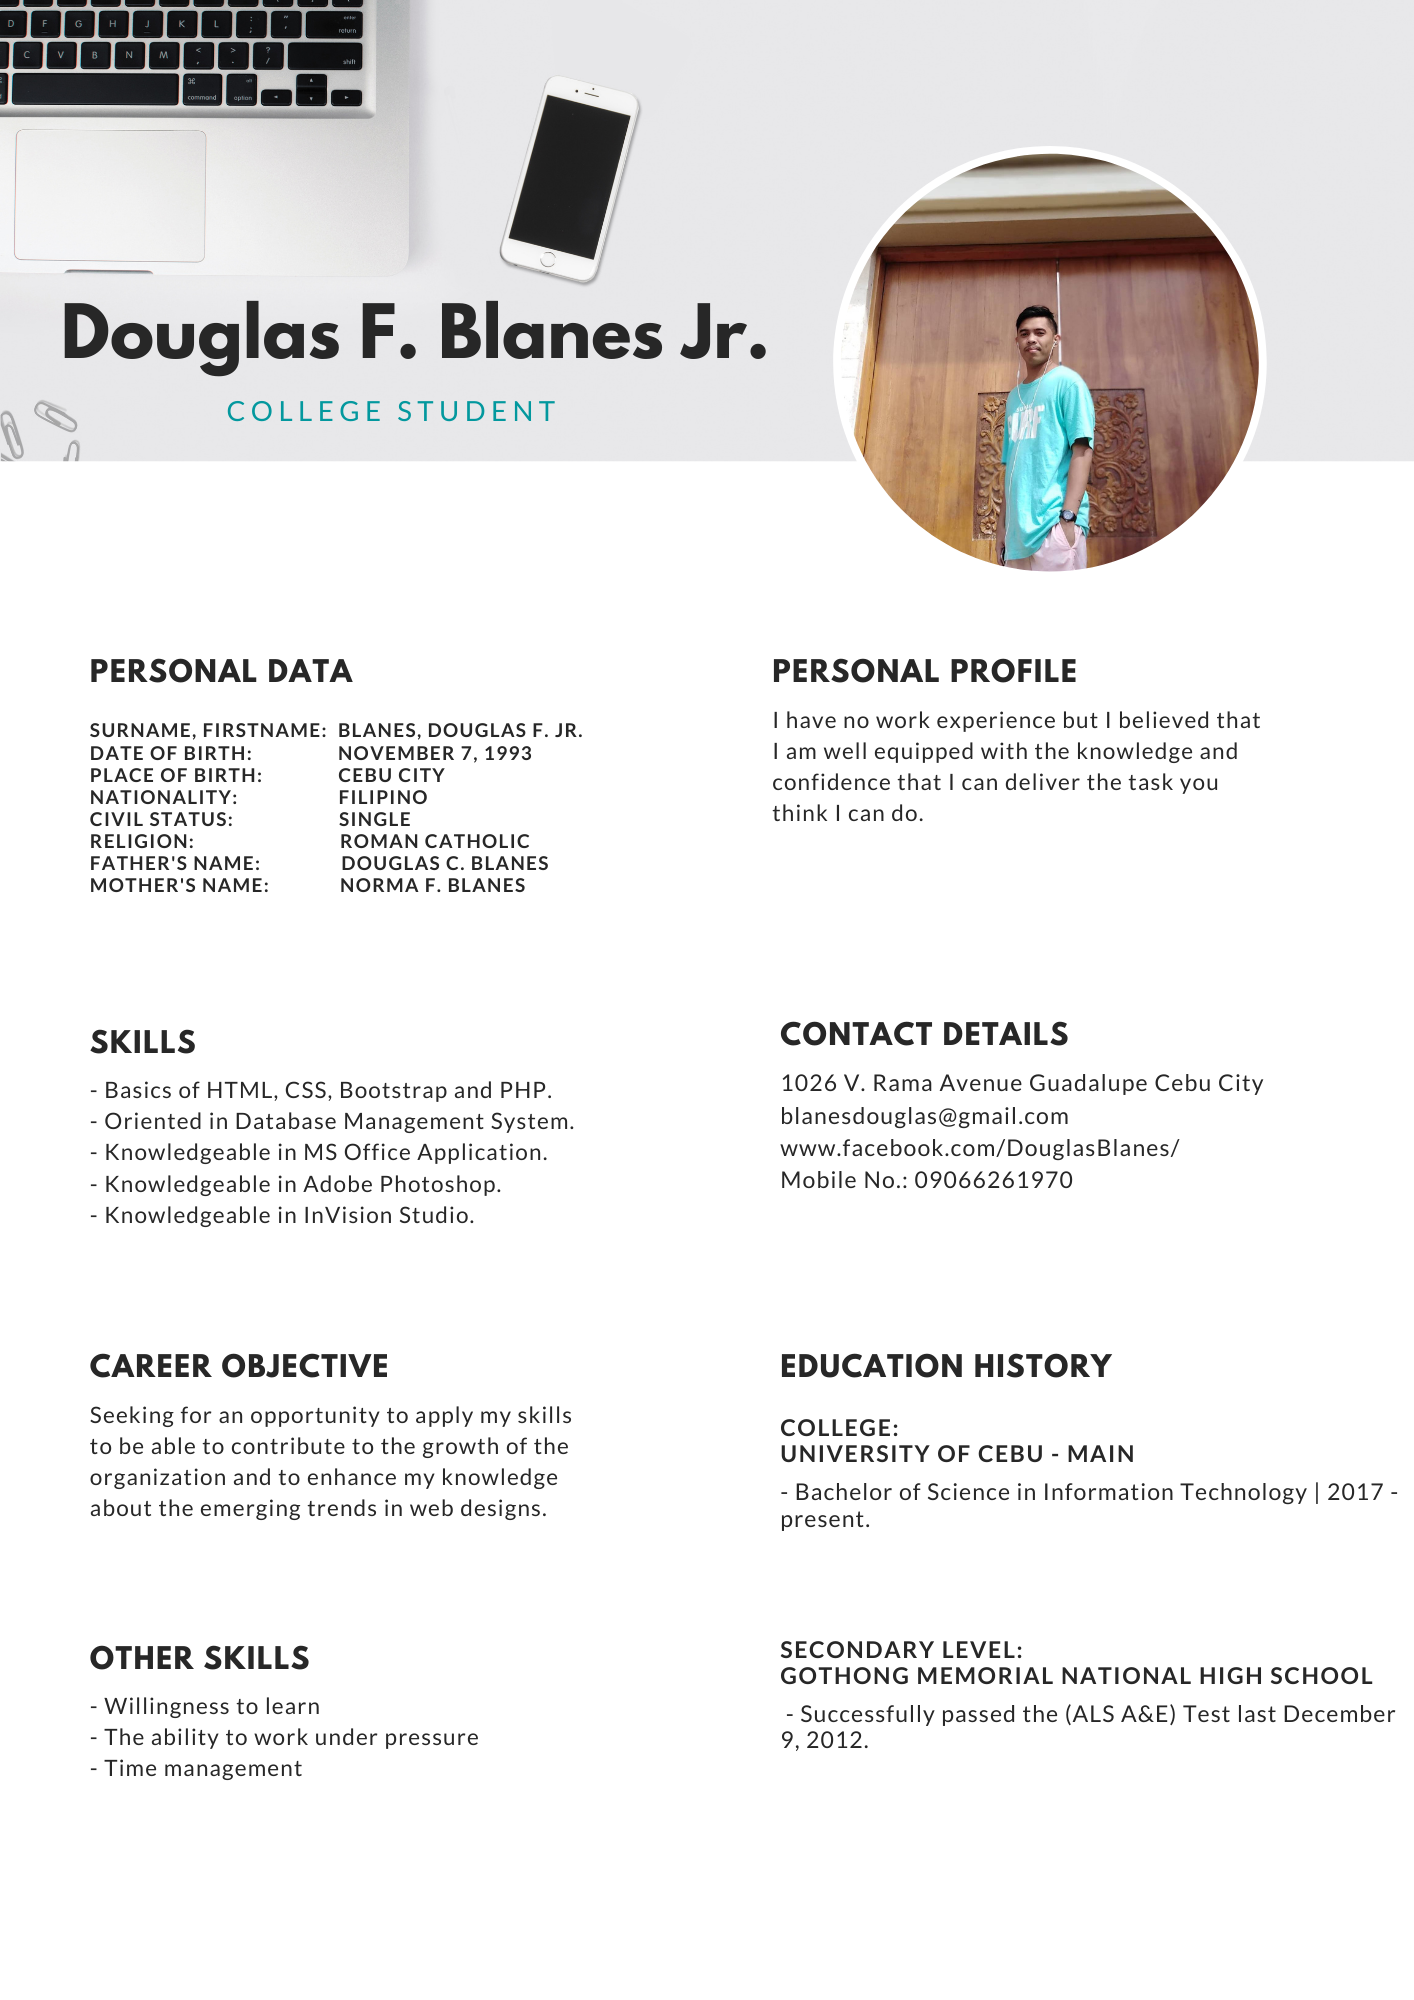 D F G H J K L : ; " ' enter return
C V B N M < , > . ? / shift
⌘ command alt option
Douglas F. Blanes Jr.
COLLEGE STUDENT
PERSONAL DATA
SURNAME, FIRSTNAME: BLANES, DOUGLAS F. JR.
DATE OF BIRTH: NOVEMBER 7, 1993
PLACE OF BIRTH: CEBU CITY
NATIONALITY: FILIPINO
CIVIL STATUS: SINGLE
RELIGION: ROMAN CATHOLIC
FATHER'S NAME: DOUGLAS C. BLANES
MOTHER'S NAME: NORMA F. BLANES
PERSONAL PROFILE
I have no work experience but I believed that
I am well equipped with the knowledge and
confidence that I can deliver the task you
think I can do.
SKILLS
- Basics of HTML, CSS, Bootstrap and PHP.
- Oriented in Database Management System.
- Knowledgeable in MS Office Application.
- Knowledgeable in Adobe Photoshop.
- Knowledgeable in InVision Studio.
CONTACT DETAILS
1026 V. Rama Avenue Guadalupe Cebu City
blanesdouglas@gmail.com
www.facebook.com/DouglasBlanes/
Mobile No.: 09066261970
CAREER OBJECTIVE
Seeking for an opportunity to apply my skills
to be able to contribute to the growth of the
organization and to enhance my knowledge
about the emerging trends in web designs.
EDUCATION HISTORY
COLLEGE:
UNIVERSITY OF CEBU - MAIN
- Bachelor of Science in Information Technology | 2017 -
present.
OTHER SKILLS
- Willingness to learn
- The ability to work under pressure
- Time management
SECONDARY LEVEL:
GOTHONG MEMORIAL NATIONAL HIGH SCHOOL
- Successfully passed the (ALS A&E) Test last December
9, 2012.